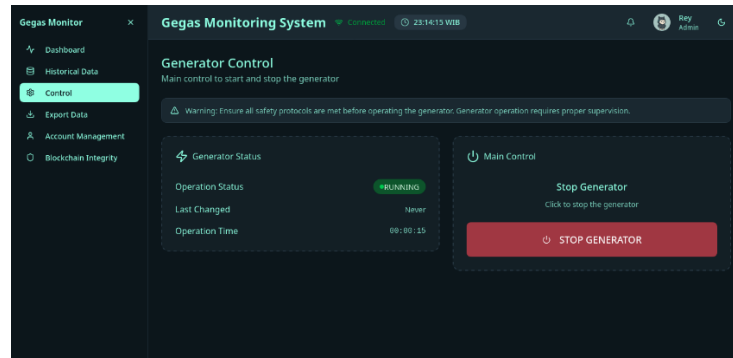 Gegas Monitor ×
Dashboard
Historical Data
Control
Export Data
Account Management
Blockchain Integrity
Gegas Monitoring System Connected 23:14:15 WIB
Rey
Admin
Generator Control
Main control to start and stop the generator
Warning: Ensure all safety protocols are met before operating the generator. Generator operation requires proper supervision.
Generator Status
Operation Status RUNNING
Last Changed Never
Operation Time 00:00:15
Main Control
Stop Generator
Click to stop the generator
STOP GENERATOR